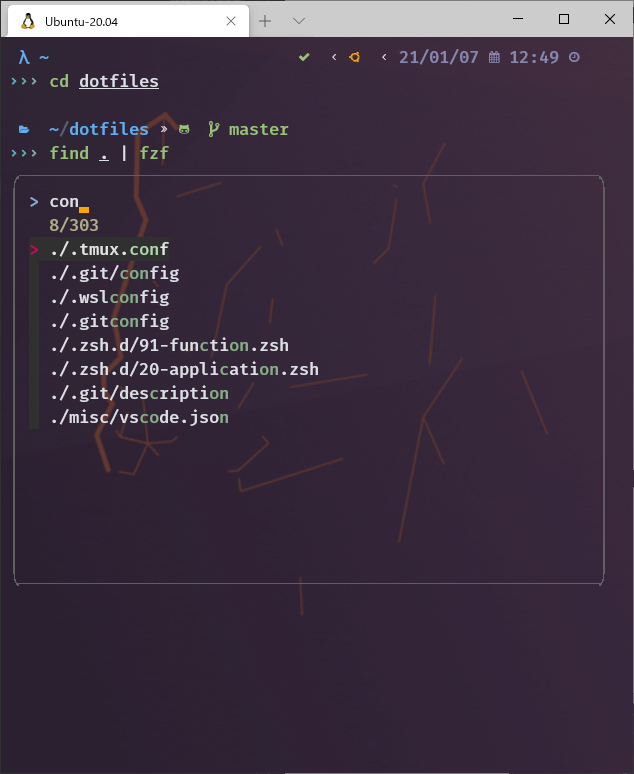 Ubuntu-20.04
λ ~ ✔ ‹ ‹ 21/01/07 12:49
››› cd dotfiles
~/dotfiles » master
››› find . | fzf
> con
8/303
> ./.tmux.conf
./.git/config
./.wslconfig
./.gitconfig
./.zsh.d/91-function.zsh
./.zsh.d/20-application.zsh
./.git/description
./misc/vscode.json